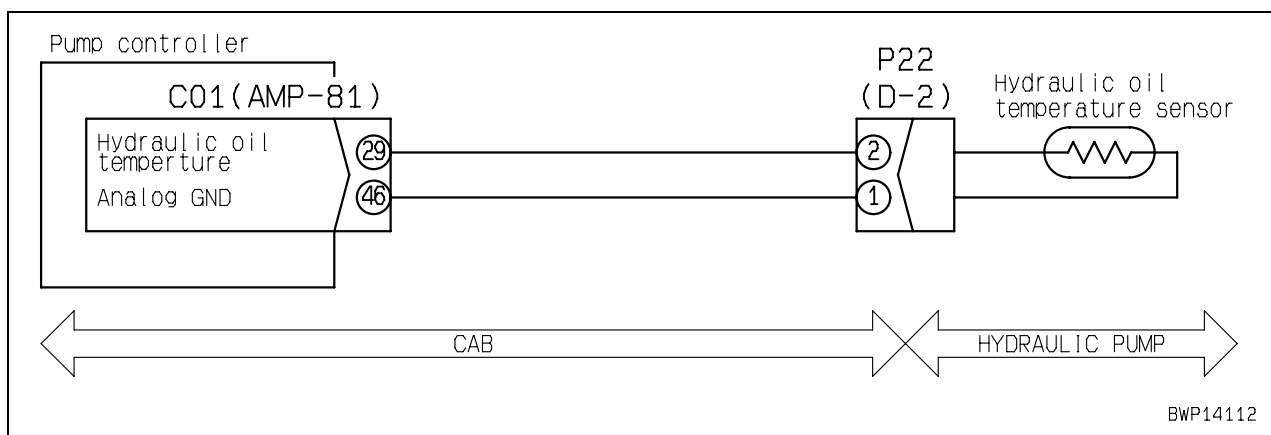 Pump controller
C01(AMP-81)
P22
(D-2)
Hydraulic oil
temperature sensor
Hydraulic oil
temperture
29
2
Analog GND
46
1
CAB
HYDRAULIC PUMP
BWP14112